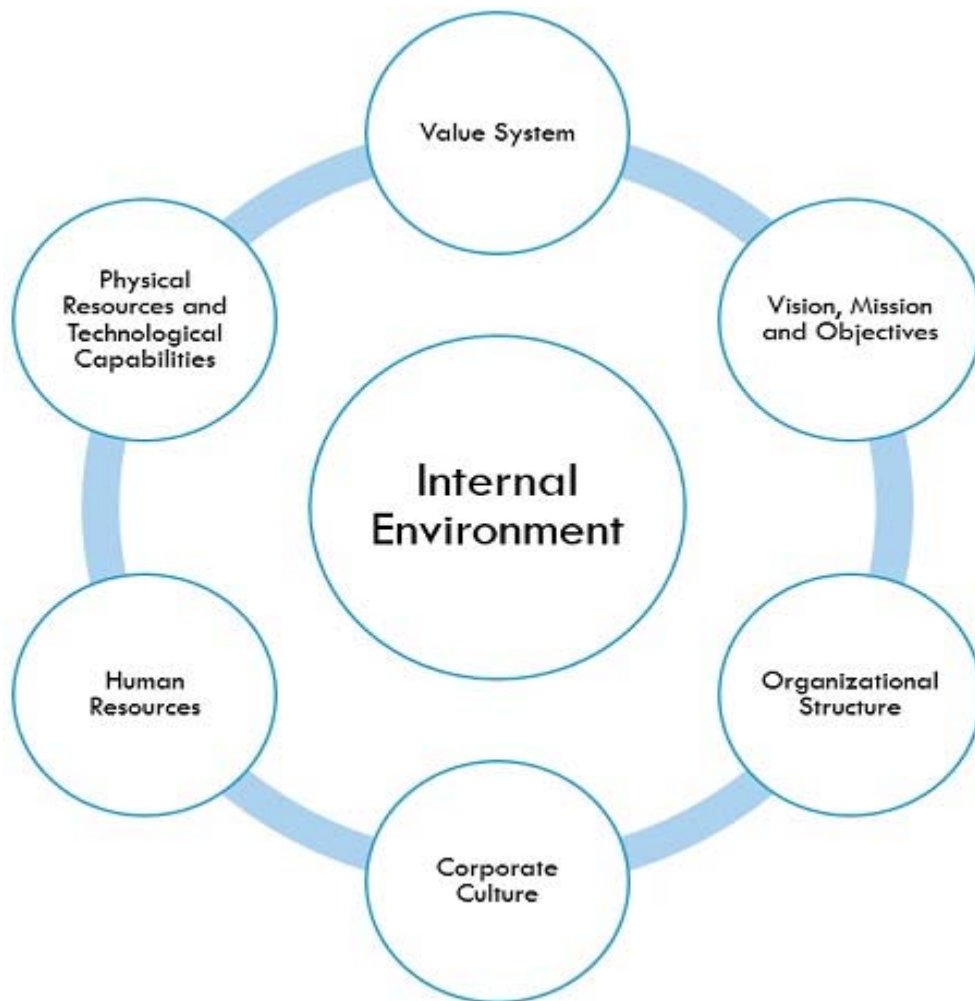 Value System
Physical
Resources and
Technological
Capabilities
Vision, Mission
and Objectives
Internal
Environment
Human
Resources
Organizational
Structure
Corporate
Culture